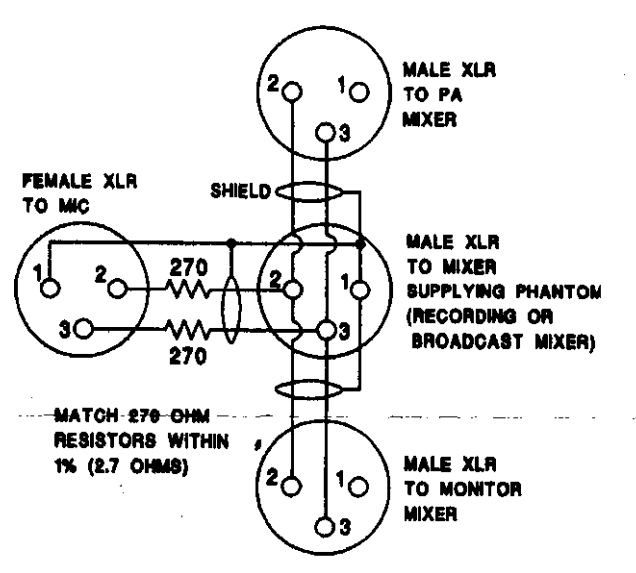 MALE XLR
TO PA
MIXER
2
1
3
FEMALE XLR
TO MIC
SHIELD
1
2
3
270
270
MALE XLR
TO MIXER
SUPPLYING PHANTOM
(RECORDING OR
BROADCAST MIXER)
2
1
3
MATCH 270 OHM
RESISTORS WITHIN
1% (2.7 OHMS)
2
1
3
MALE XLR
TO MONITOR
MIXER